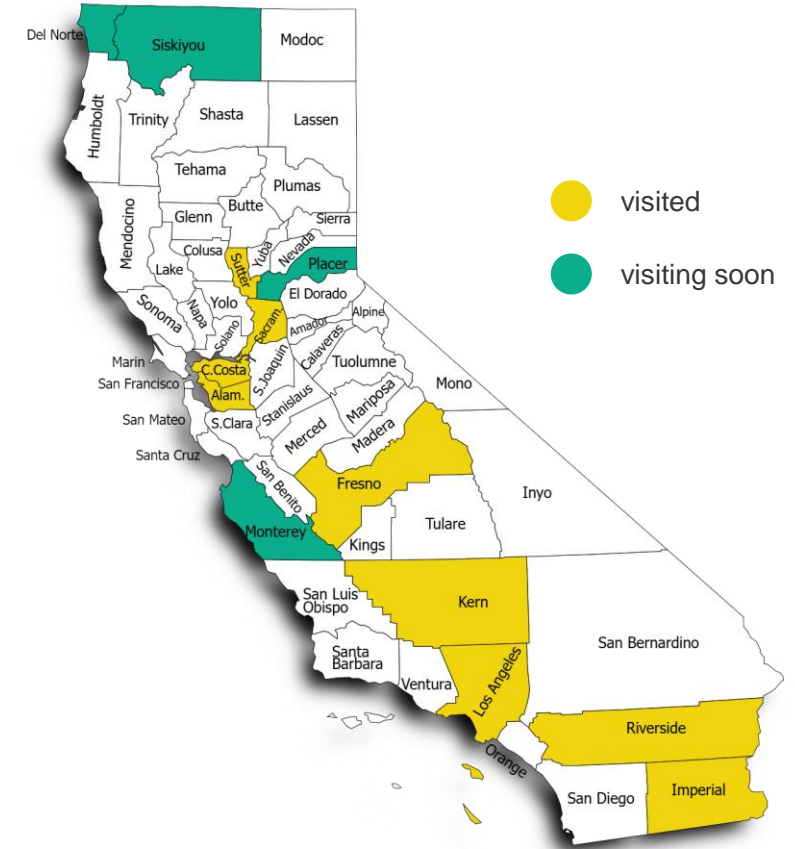 Del Norte
Siskiyou
Modoc
Humboldt
Trinity
Shasta
Lassen
Tehama
Plumas
visited
Mendocino
Glenn
Butte
Sierra
Colusa
Sutter
Yuba
Nevada
Placer
visiting soon
Lake
Sonoma
Napa
Yolo
Solano
Sacram.
El Dorado
Amador
Alpine
Calaveras
Marin
C.Costa
S.Joaquin
Tuolumne
San Francisco
Alam.
Stanislaus
Mariposa
Mono
San Mateo
S.Clara
Merced
Madera
Santa Cruz
San Benito
Fresno
Inyo
Monterey
Kings
Tulare
San Luis
Obispo
Kern
Santa
Barbara
Ventura
Los Angeles
San Bernardino
Orange
Riverside
San Diego
Imperial